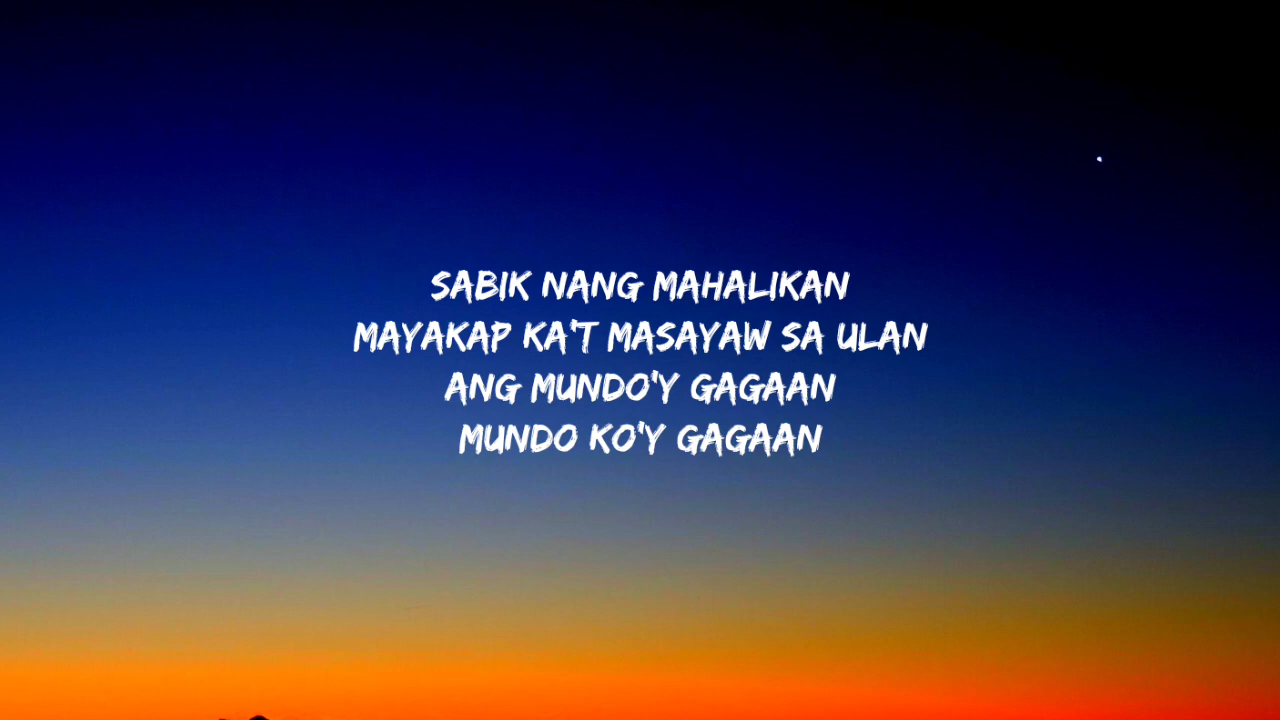 SABIK NANG MAHALIKAN
MAYAKAP KA'T MASAYAW SA ULAN
ANG MUNDO'Y GAGAAN
MUNDO KO'Y GAGAAN